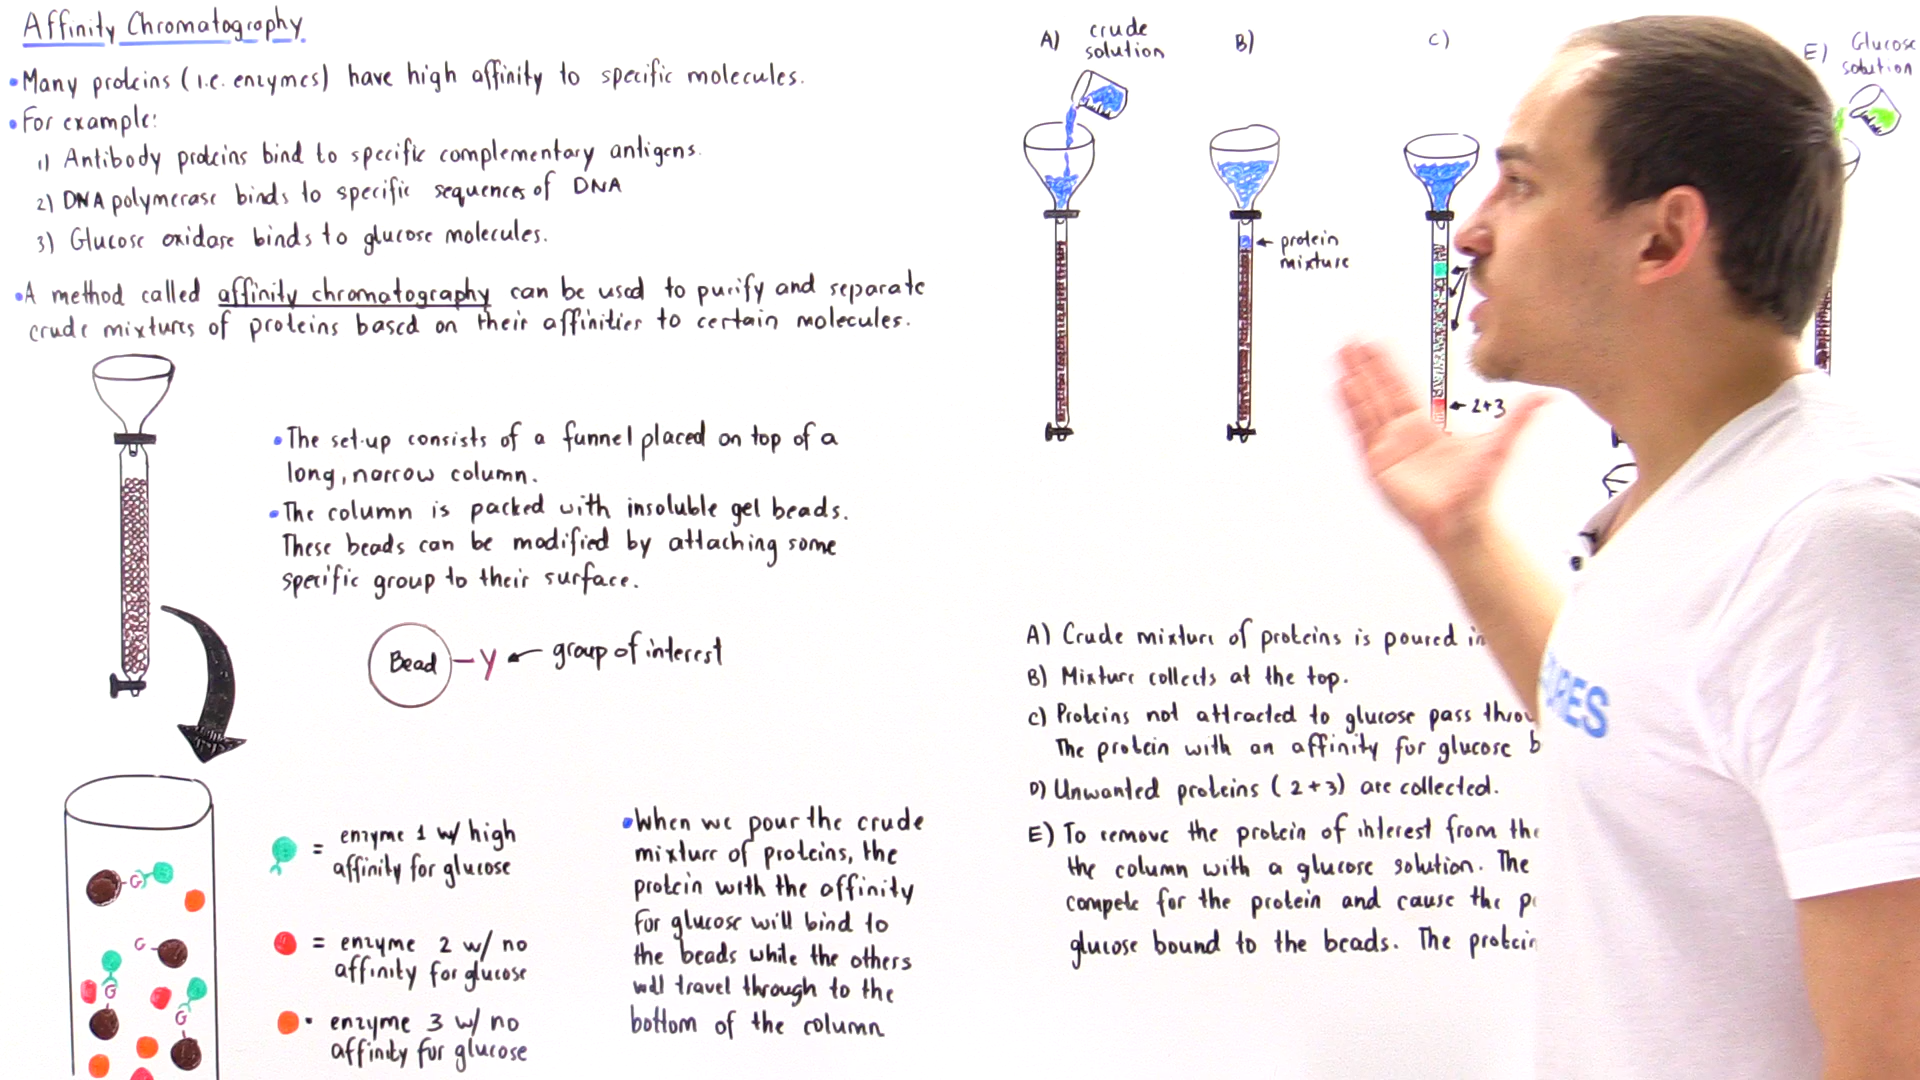 Affinity Chromatography
•Many proteins (i.e. enzymes) have high affinity to specific molecules.
•For example:
1) Antibody proteins bind to specific complementary antigens.
2) DNA polymerase binds to specific sequences of DNA
3) Glucose oxidase binds to glucose molecules.
•A method called affinity chromatography can be used to purify and separate
crude mixtures of proteins based on their affinities to certain molecules.
•The set-up consists of a funnel placed on top of a
long, narrow column.
•The column is packed with insoluble gel beads.
These beads can be modified by attaching some
specific group to their surface.
Bead - Y ← group of interest
= enzyme 1 w/ high
affinity for glucose
= enzyme 2 w/ no
affinity for glucose
• enzyme 3 w/ no
affinity for glucose
G
G
G
G
•When we pour the crude
mixture of proteins, the
protein with the affinity
for glucose will bind to
the beads while the others
will travel through to the
bottom of the column
A) crude
solution
B)
C)
E) Glucose
solution
← protein
mixture
← 2+3
A) Crude mixture of proteins is poured in
B) Mixture collects at the top.
C) Proteins not attracted to glucose pass throu
The protein with an affinity for glucose b
D) Unwanted proteins (2+3) are collected.
E) To remove the protein of interest from the
the column with a glucose solution. The
compete for the protein and cause the p
glucose bound to the beads. The protein
ORES